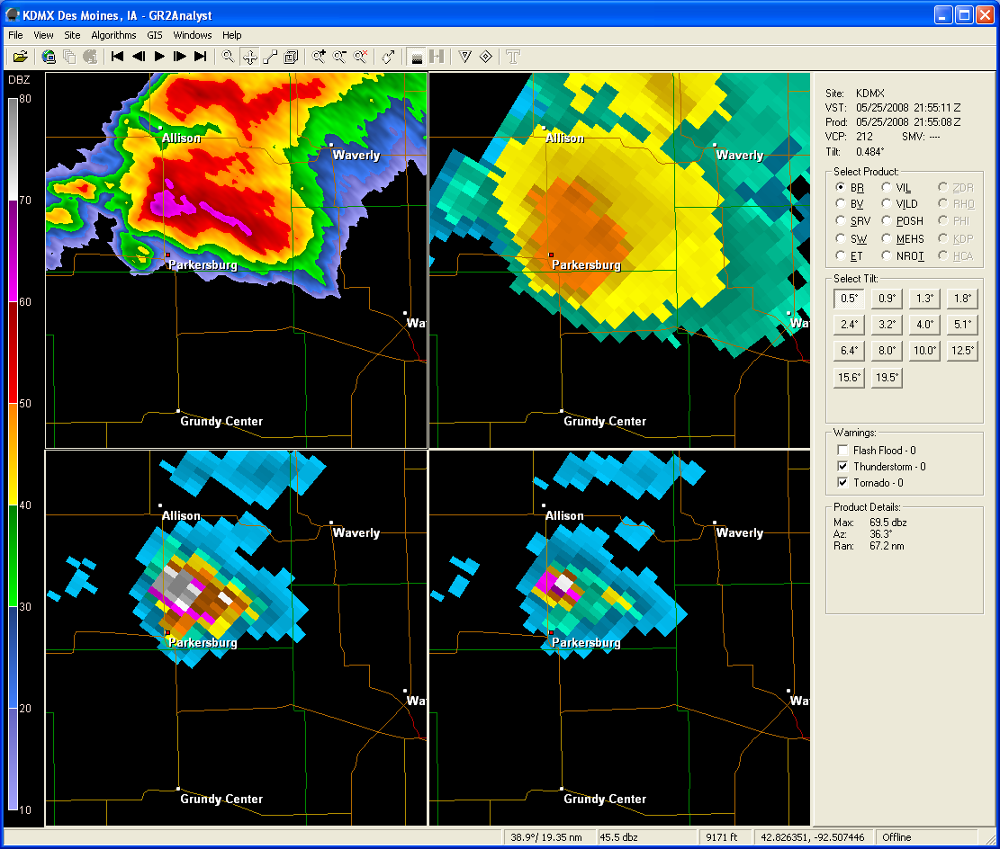 KDMX Des Moines, IA - GR2Analyst
File View Site Algorithms GIS Windows Help
DBZ
80
70
60
50
40
30
20
10
Allison
Waverly
Parkersburg
Wa
Grundy Center
Allison
Waverly
Parkersburg
Wa
Grundy Center
Allison
Waverly
Parkersburg
Wa
Grundy Center
Allison
Waverly
Parkersburg
Wa
Grundy Center
Site: KDMX
VST: 05/25/2008 21:55:11 Z
Prod: 05/25/2008 21:55:08 Z
VCP: 212 SMV: ----
Tilt: 0.484°
Select Product:
BR VIL ZDR
BV VILD RHO
SRV POSH PHI
SW MEHS KDP
ET NROT HCA
Select Tilt:
0.5° 0.9° 1.3° 1.8°
2.4° 3.2° 4.0° 5.1°
6.4° 8.0° 10.0° 12.5°
15.6° 19.5°
Warnings:
Flash Flood - 0
Thunderstorm - 0
Tornado - 0
Product Details:
Max: 69.5 dbz
Az: 36.3°
Ran: 67.2 nm
38.9°/ 19.35 nm 45.5 dbz 9171 ft 42.826351, -92.507446 Offline